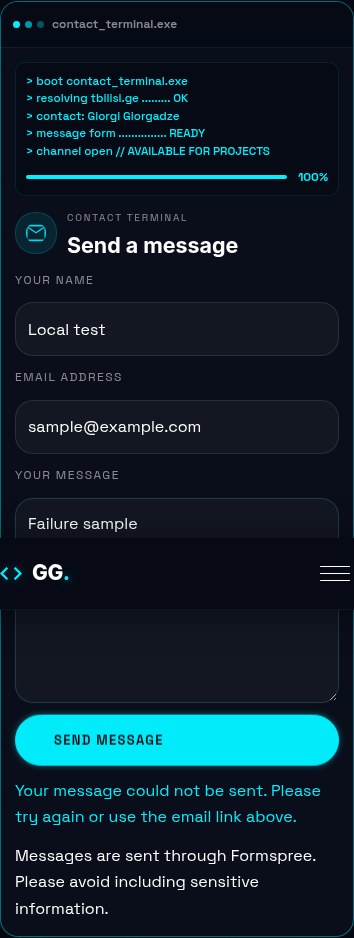 contact_terminal.exe
> boot contact_terminal.exe
> resolving tbilisi.ge ......... OK
> contact: Giorgi Giorgadze
> message form ............... READY
> channel open // AVAILABLE FOR PROJECTS
100%
CONTACT TERMINAL
Send a message
YOUR NAME
Local test
EMAIL ADDRESS
sample@example.com
YOUR MESSAGE
Failure sample
<> GG.
SEND MESSAGE
Your message could not be sent. Please
try again or use the email link above.
Messages are sent through Formspree.
Please avoid including sensitive
information.